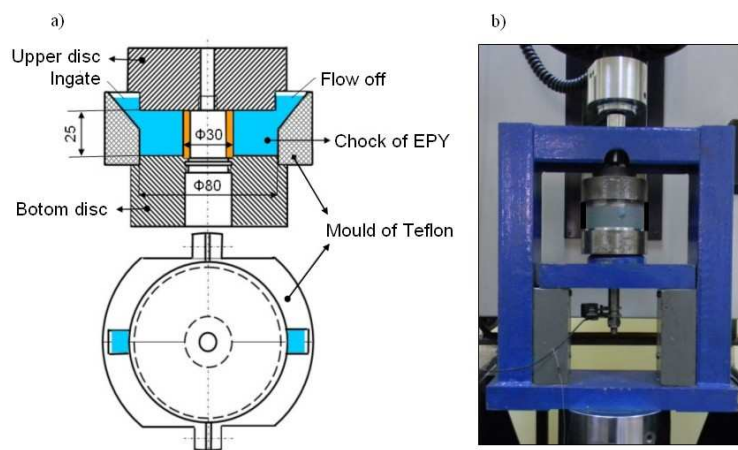 a)
b)
Upper disc
Ingate
Flow off
25
Φ30
Chock of EPY
Φ80
Botom disc
Mould of Teflon